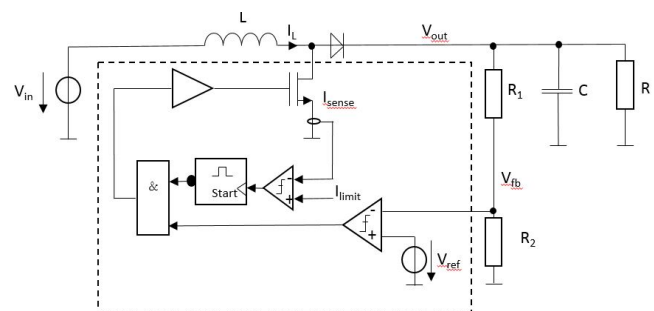 L
I_L
V_out
V_in
I_sense
R_1
C
R
&
Start
-
+
I_limit
V_fb
-
+
V_ref
R_2